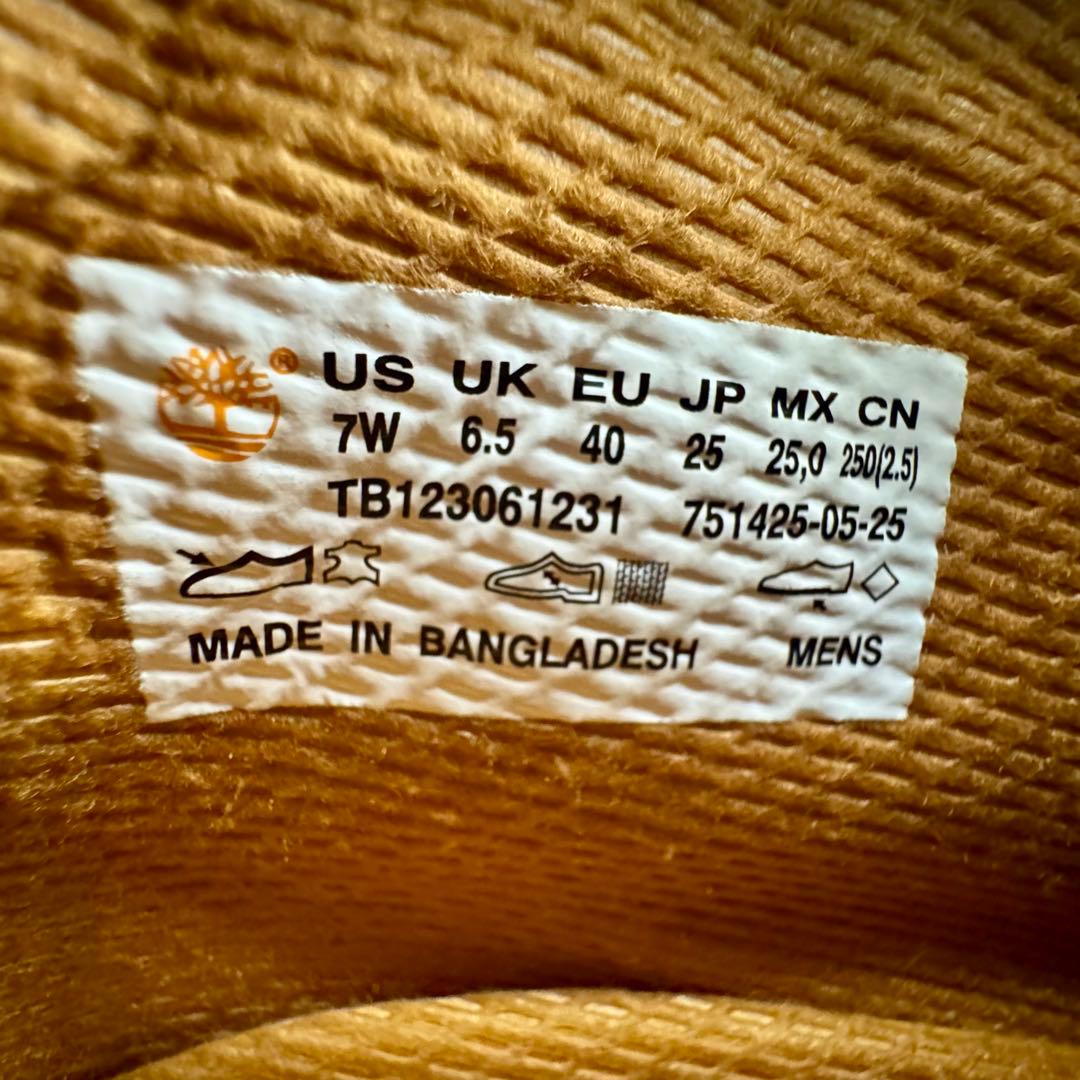 ® US UK EU JP MX CN
7W 6.5 40 25 25,0 250(2.5)
TB123061231 751425-05-25
MADE IN BANGLADESH MENS